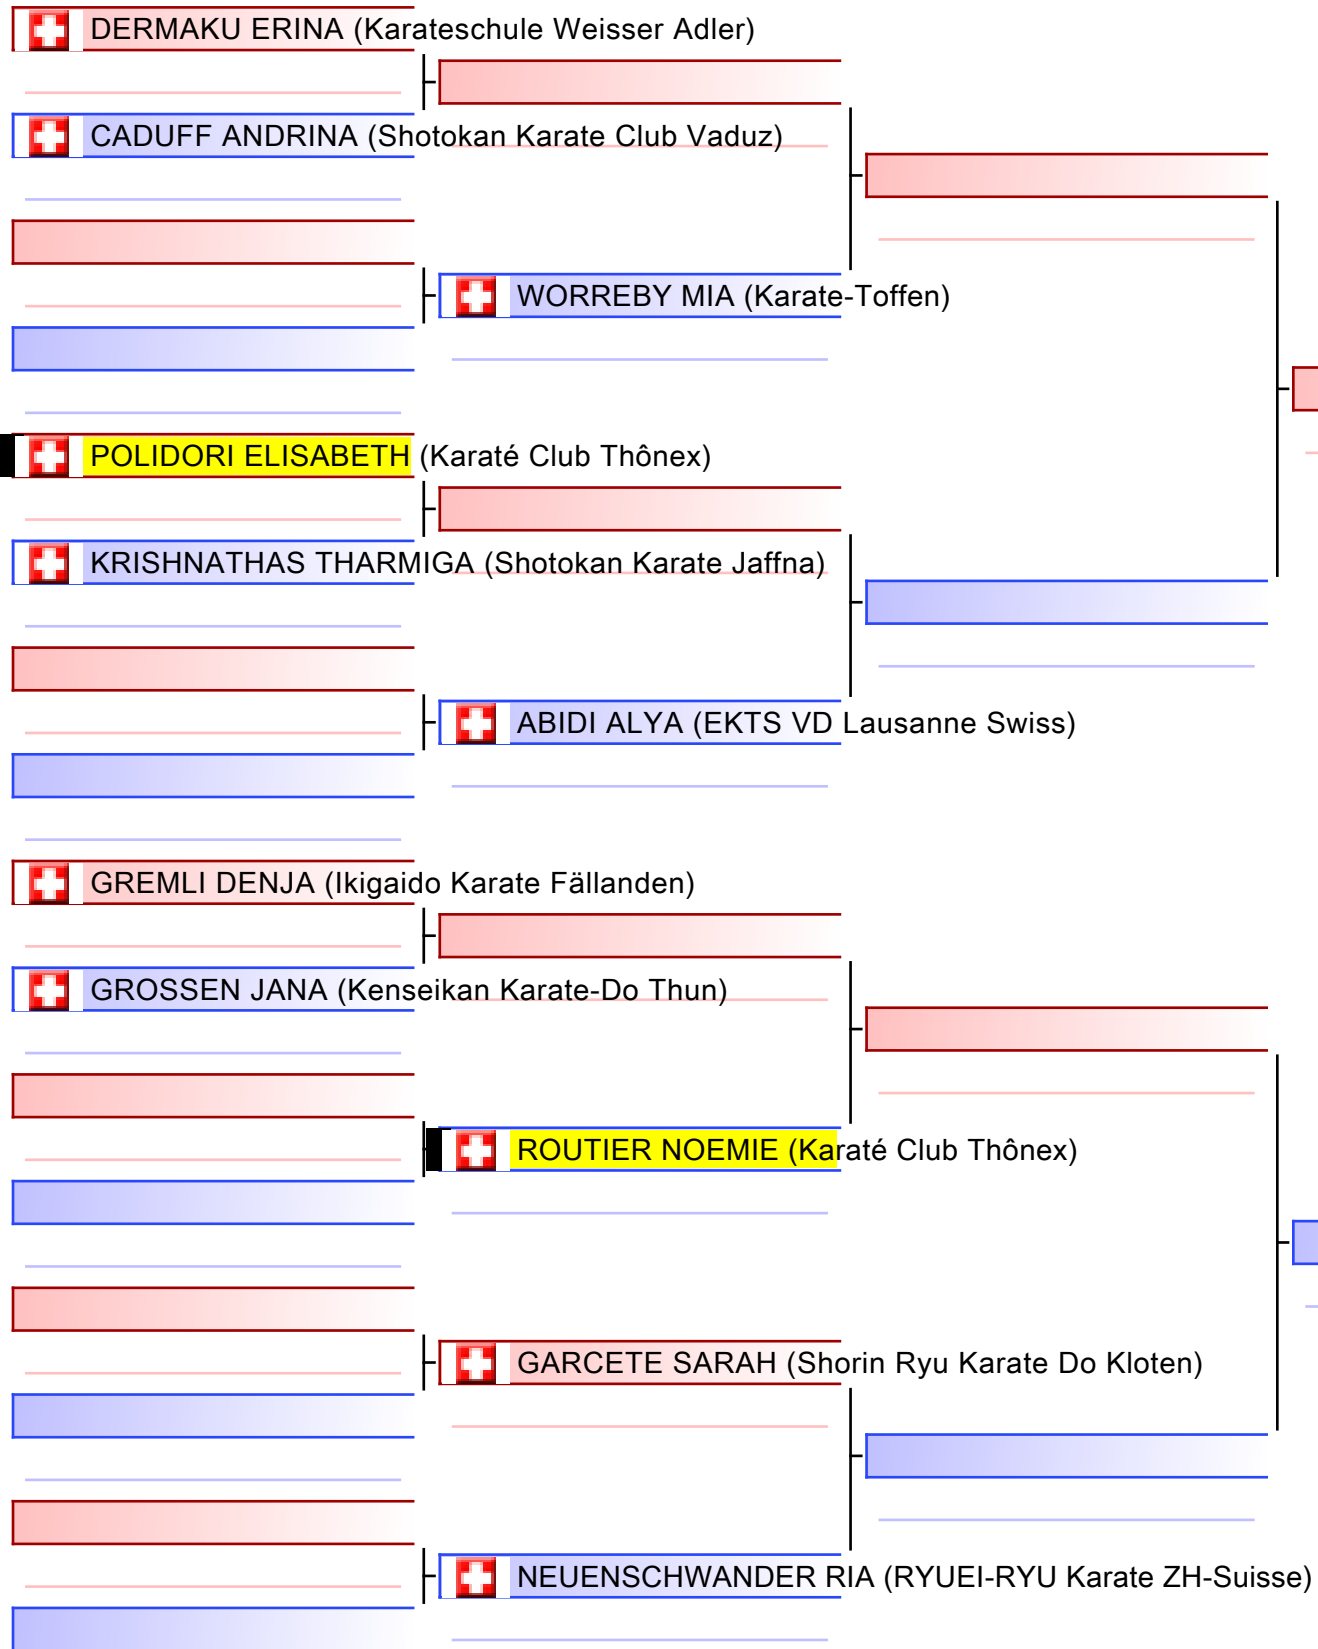 DERMAKU ERINA (Karateschule Weisser Adler)
CADUFF ANDRINA (Shotokan Karate Club Vaduz)
WORREBY MIA (Karate-Toffen)
POLIDORI ELISABETH (Karaté Club Thônex)
KRISHNATHAS THARMIGA (Shotokan Karate Jaffna)
ABIDI ALYA (EKTS VD Lausanne Swiss)
GREMLI DENJA (Ikigaido Karate Fällanden)
GROSSEN JANA (Kenseikan Karate-Do Thun)
ROUTIER NOEMIE (Karaté Club Thônex)
GARCETE SARAH (Shorin Ryu Karate Do Kloten)
NEUENSCHWANDER RIA (RYUEI-RYU Karate ZH-Suisse)